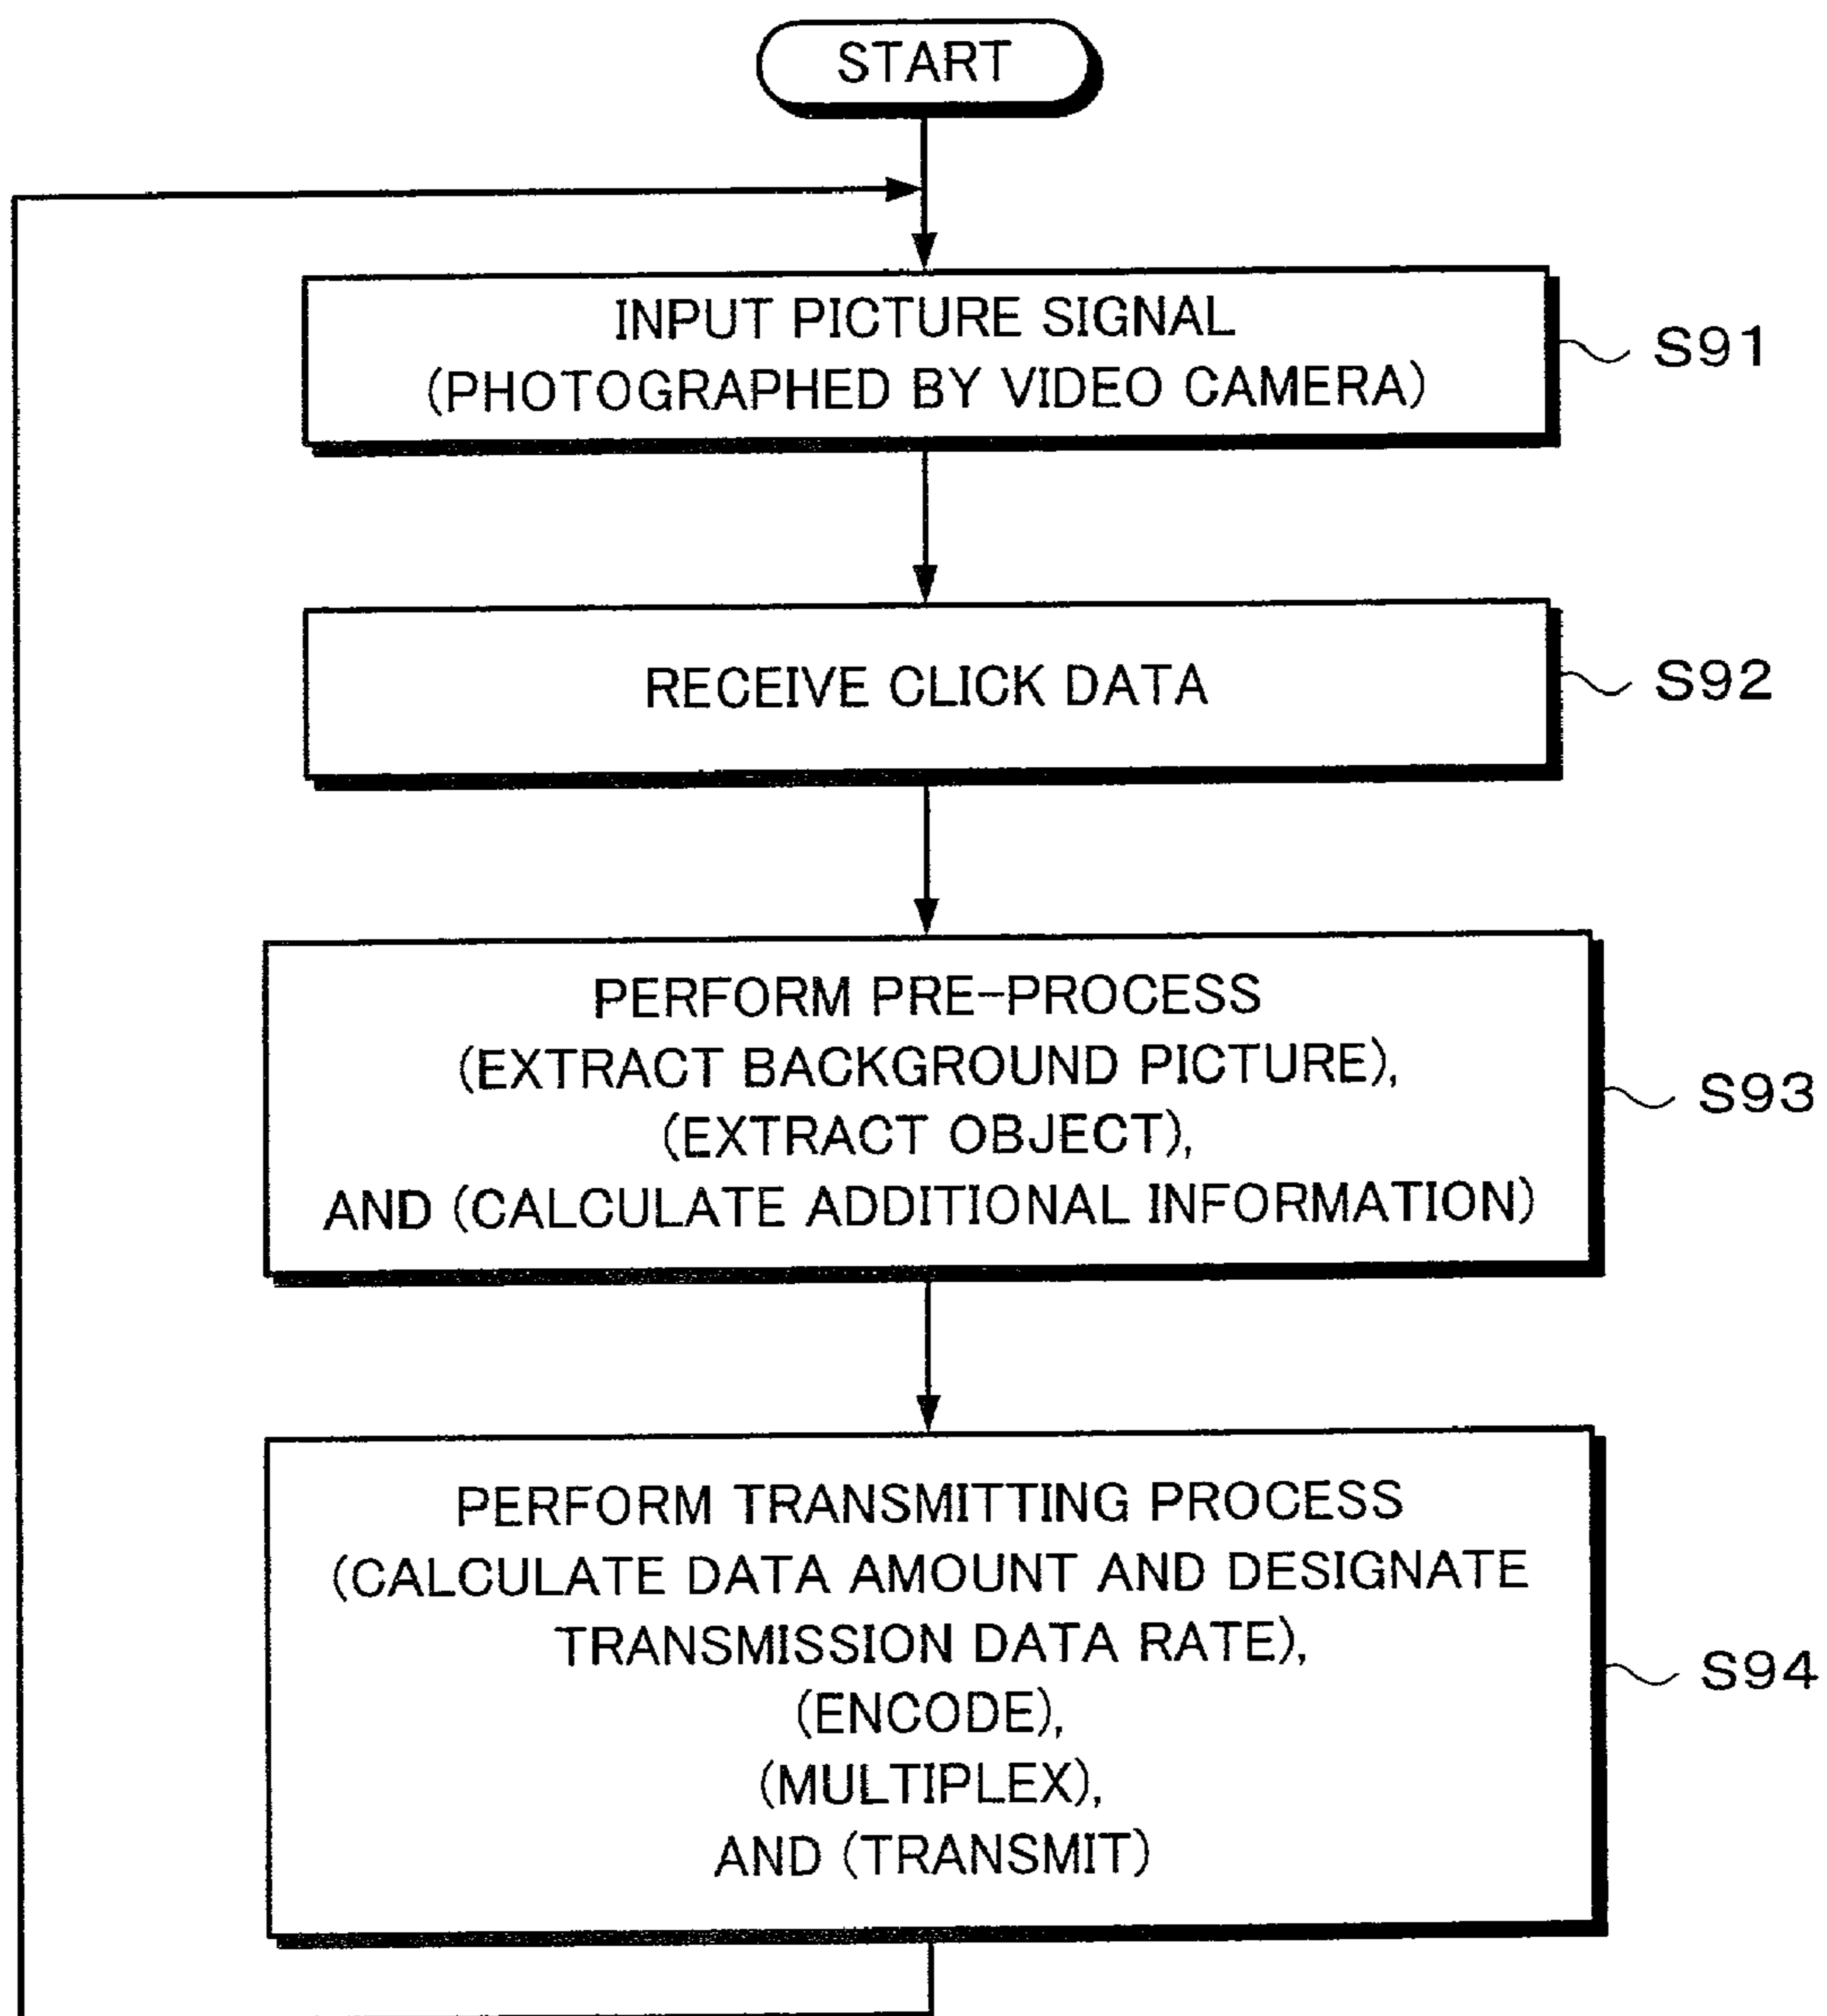 START
INPUT PICTURE SIGNAL
(PHOTOGRAPHED BY VIDEO CAMERA)
S91
RECEIVE CLICK DATA
S92
PERFORM PRE-PROCESS
(EXTRACT BACKGROUND PICTURE),
(EXTRACT OBJECT),
AND (CALCULATE ADDITIONAL INFORMATION)
S93
PERFORM TRANSMITTING PROCESS
(CALCULATE DATA AMOUNT AND DESIGNATE
TRANSMISSION DATA RATE),
(ENCODE),
(MULTIPLEX),
AND (TRANSMIT)
S94